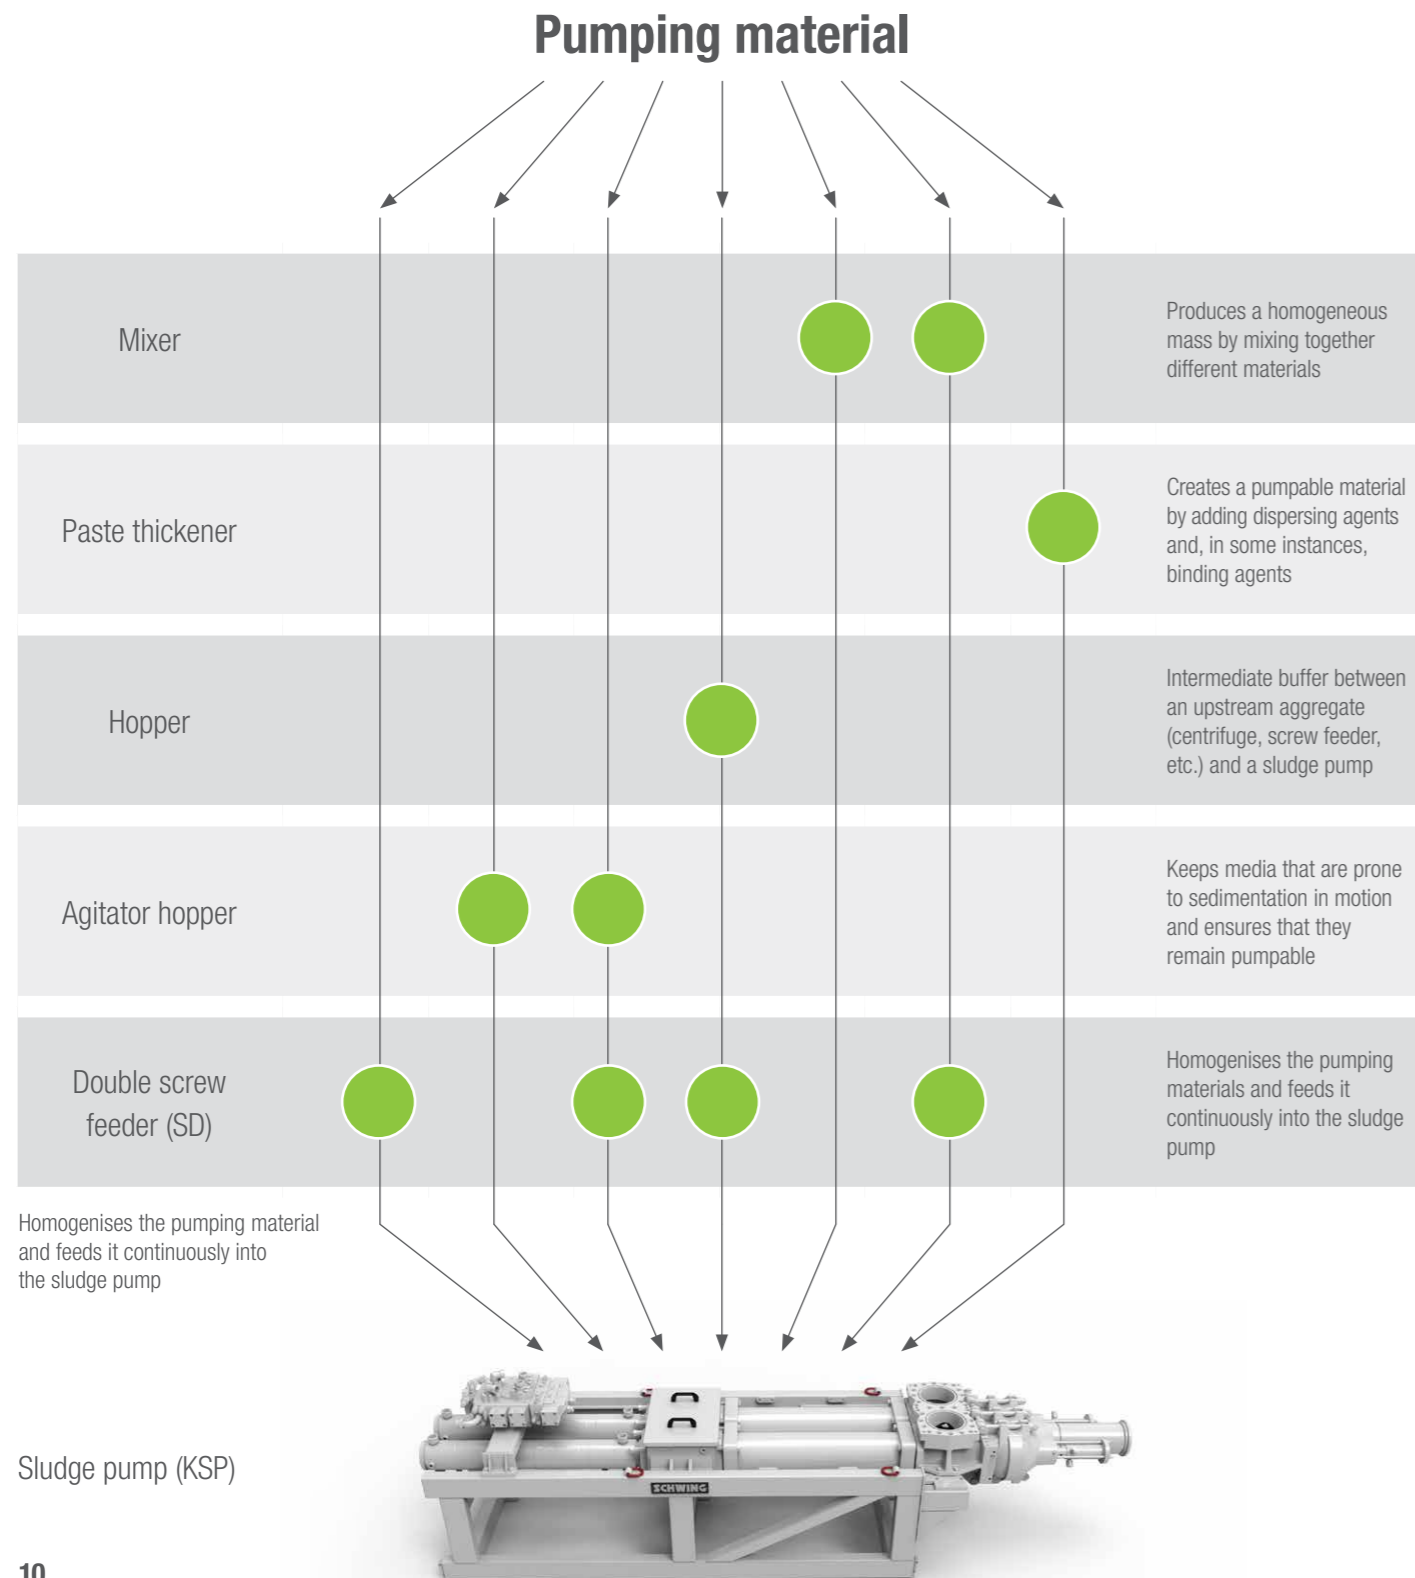 Pumping material
Mixer
Produces a homogeneous
mass by mixing together
different materials
Paste thickener
Creates a pumpable material
by adding dispersing agents
and, in some instances,
binding agents
Hopper
Intermediate buffer between
an upstream aggregate
(centrifuge, screw feeder,
etc.) and a sludge pump
Agitator hopper
Keeps media that are prone
to sedimentation in motion
and ensures that they
remain pumpable
Double screw
feeder (SD)
Homogenises the pumping
materials and feeds it
continuously into the sludge
pump
Homogenises the pumping material
and feeds it continuously into
the sludge pump
Sludge pump (KSP)
SCHWING
10